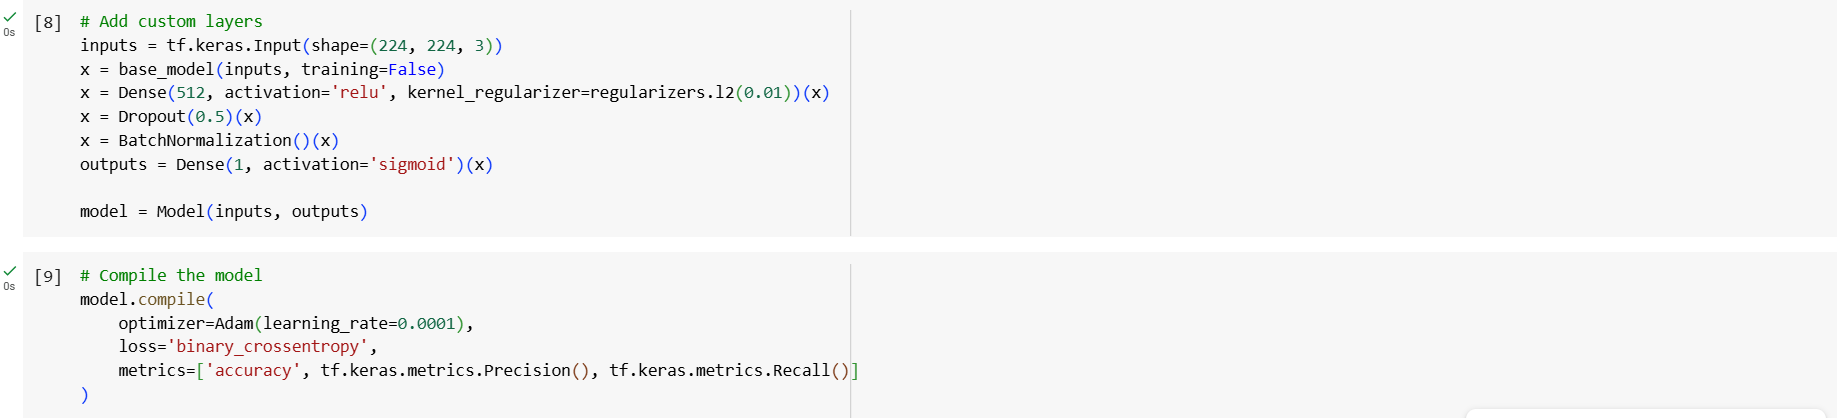 [8] # Add custom layers
inputs = tf.keras.Input(shape=(224, 224, 3))
x = base_model(inputs, training=False)
x = Dense(512, activation='relu', kernel_regularizer=regularizers.l2(0.01))(x)
x = Dropout(0.5)(x)
x = BatchNormalization()(x)
outputs = Dense(1, activation='sigmoid')(x)
model = Model(inputs, outputs)
0s
[9] # Compile the model
model.compile(
optimizer=Adam(learning_rate=0.0001),
loss='binary_crossentropy',
metrics=['accuracy', tf.keras.metrics.Precision(), tf.keras.metrics.Recall()]
)
0s